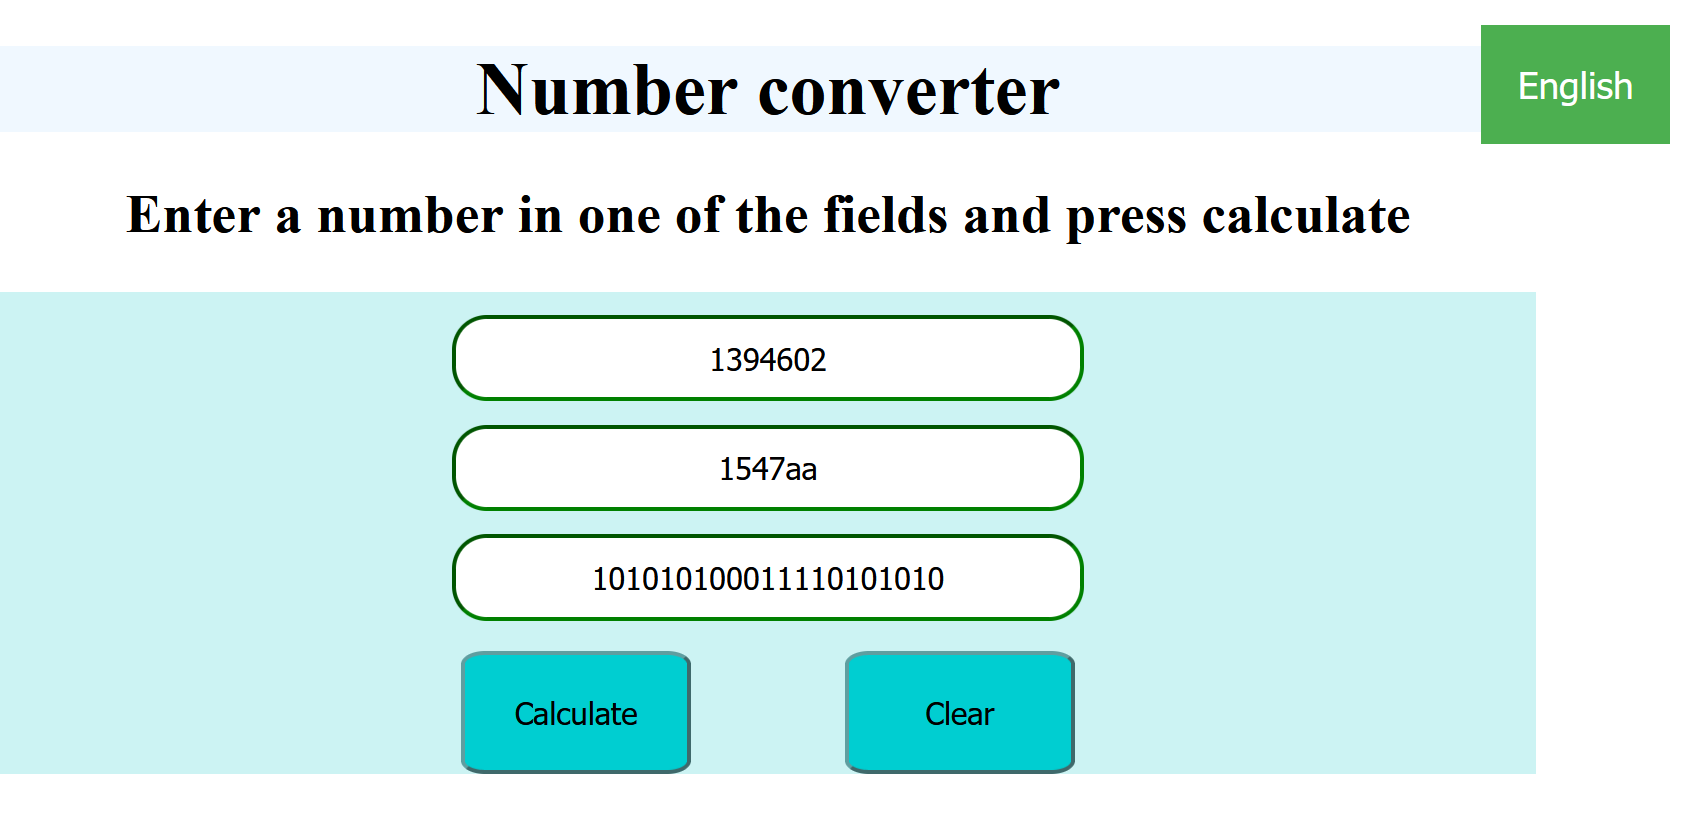 Number converter
English
Enter a number in one of the fields and press calculate
1394602
1547aa
101010100011110101010
Calculate
Clear